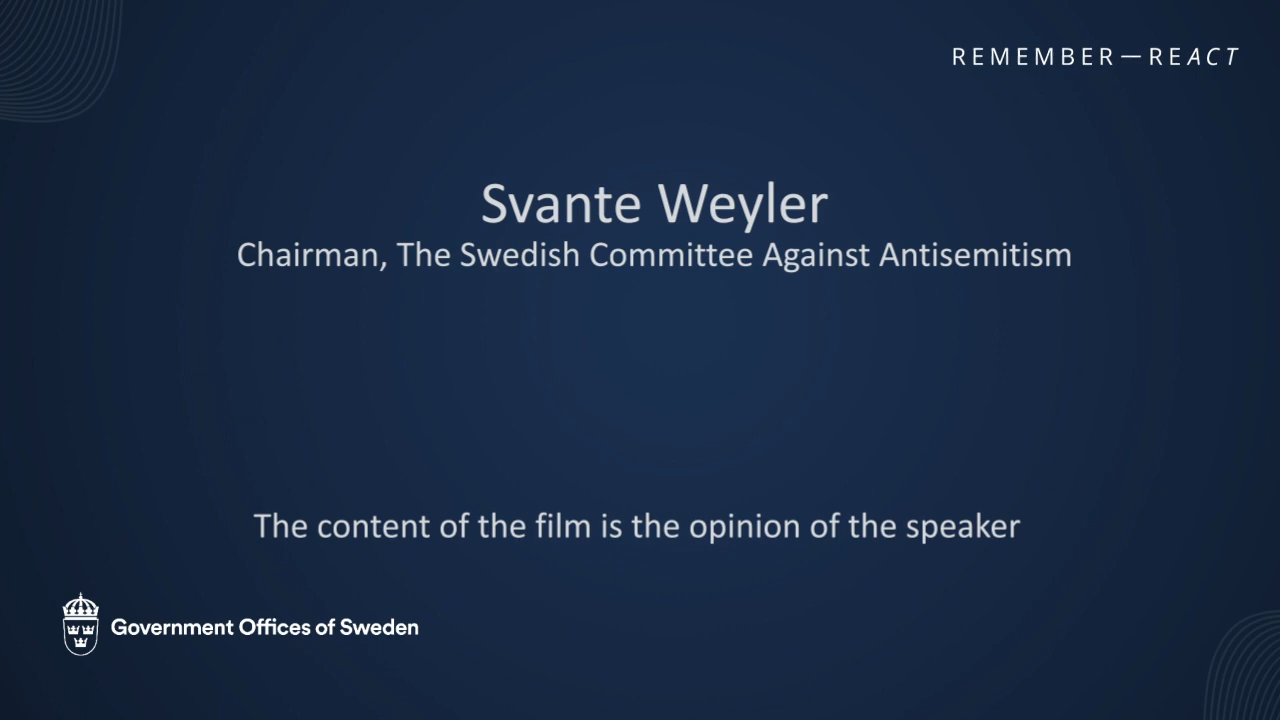 REMEMBER—REACT
Svante Weyler
Chairman, The Swedish Committee Against Antisemitism
The content of the film is the opinion of the speaker
Government Offices of Sweden